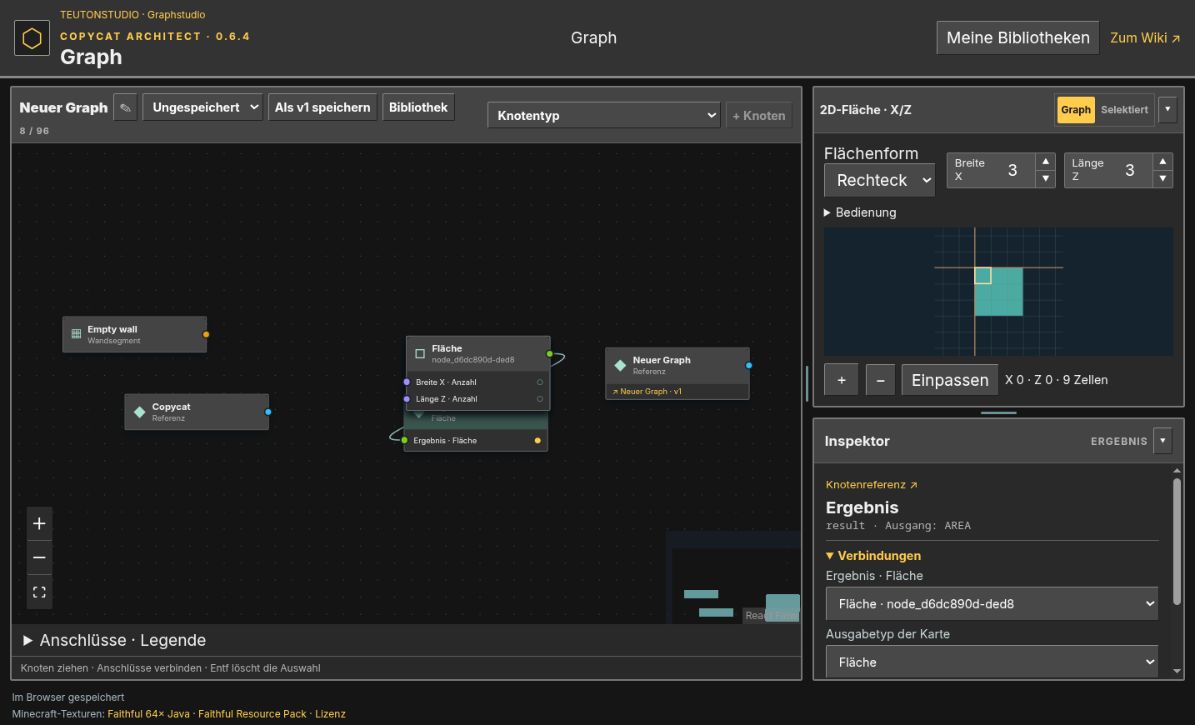 TEUTONSTUDIO · Graphstudio
COPYCAT ARCHITECT · 0.6.4
Graph
Graph
Meine Bibliotheken
Zum Wiki ↗
Neuer Graph
✎
Ungespeichert
Als v1 speichern
Bibliothek
Knotentyp
+ Knoten
8 / 96
Empty wall
Wandsegment
Copycat
Referenz
Fläche
node_d6dc890d-ded8
Breite X · Anzahl
Länge Z · Anzahl
Fläche
Ergebnis · Fläche
Neuer Graph
Referenz
↗ Neuer Graph · v1
+
−
▶ Anschlüsse · Legende
Knoten ziehen · Anschlüsse verbinden · Entf löscht die Auswahl
2D-Fläche · X/Z
Graph
Selektiert
Flächenform
Rechteck
Breite X
3
Länge Z
3
▶ Bedienung
+
−
Einpassen
X 0 · Z 0 · 9 Zellen
Inspektor
ERGEBNIS
Knotenreferenz ↗
Ergebnis
result · Ausgang: AREA
▼ Verbindungen
Ergebnis · Fläche
Fläche · node_d6dc890d-ded8
Ausgabetyp der Karte
Fläche
Im Browser gespeichert
Minecraft-Texturen: Faithful 64× Java · Faithful Resource Pack · Lizenz